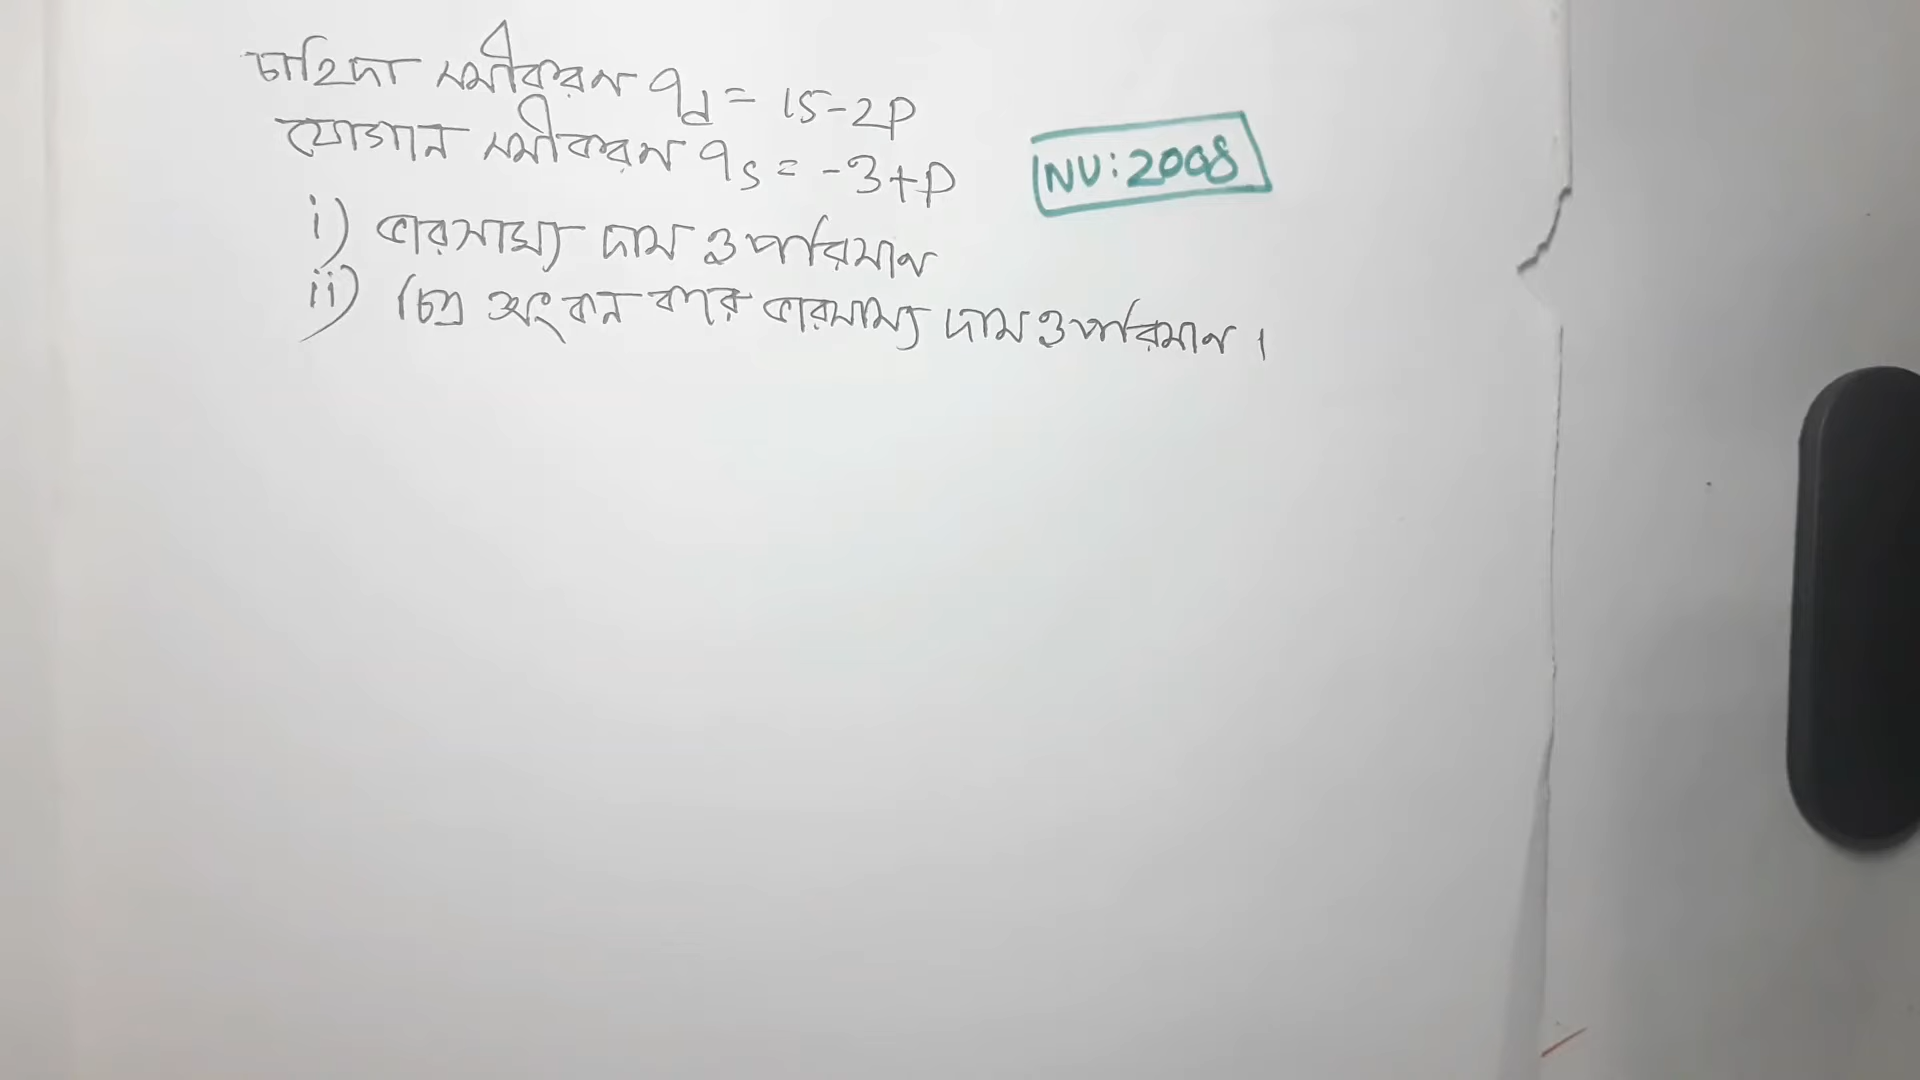 চাহিদা সমীকরণ qd = 15-2P
যোগান সমীকরণ qs = -3+P
NU: 2008
i) ভারসাম্য দাম ও পরিমান
ii) চিত্র অংকন করে ভারসাম্য দাম ও পরিমাণ ।